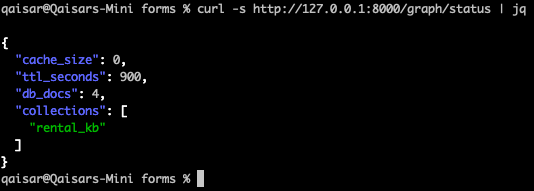 qaisar@Qaisars-Mini forms % curl -s http://127.0.0.1:8000/graph/status | jq
{
  "cache_size": 0,
  "ttl_seconds": 900,
  "db_docs": 4,
  "collections": [
    "rental_kb"
  ]
}
qaisar@Qaisars-Mini forms %